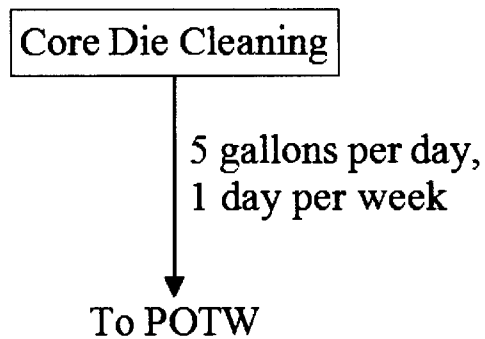 Core Die Cleaning
5 gallons per day,
1 day per week
To POTW